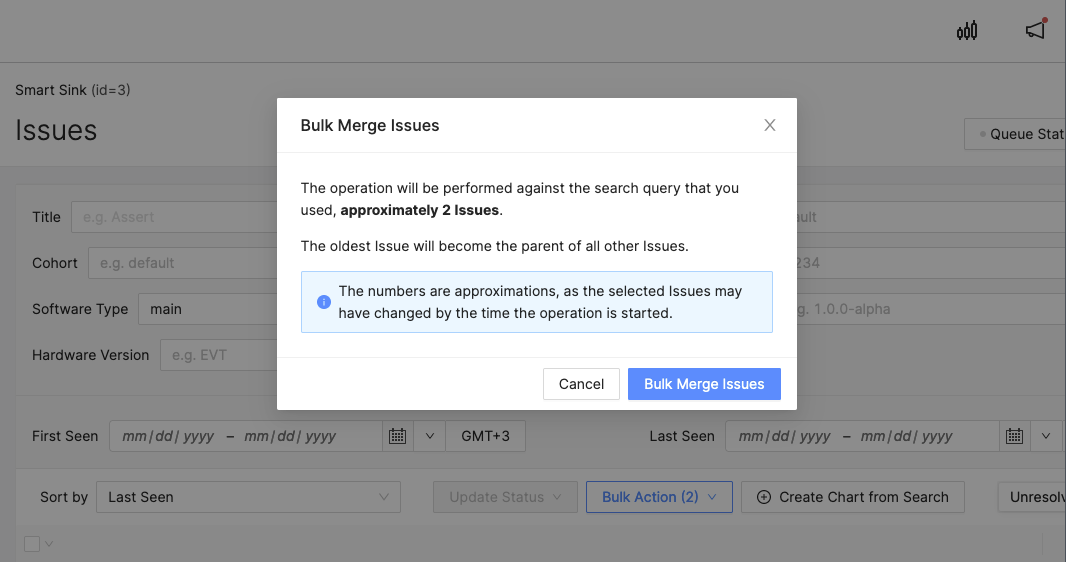 Smart Sink (id=3)
Issues
Queue Stat
Bulk Merge Issues
The operation will be performed against the search query that you
used, approximately 2 Issues.
The oldest Issue will become the parent of all other Issues.
The numbers are approximations, as the selected Issues may
have changed by the time the operation is started.
Cancel
Bulk Merge Issues
Title
e.g. Assert
ault
Cohort
e.g. default
234
Software Type
main
g. 1.0.0-alpha
Hardware Version
e.g. EVT
First Seen
mm/dd/yyyy – mm/dd/yyyy
GMT+3
Last Seen
mm/dd/yyyy – mm/dd/yyyy
Sort by
Last Seen
Update Status
Bulk Action (2)
Create Chart from Search
Unresolv